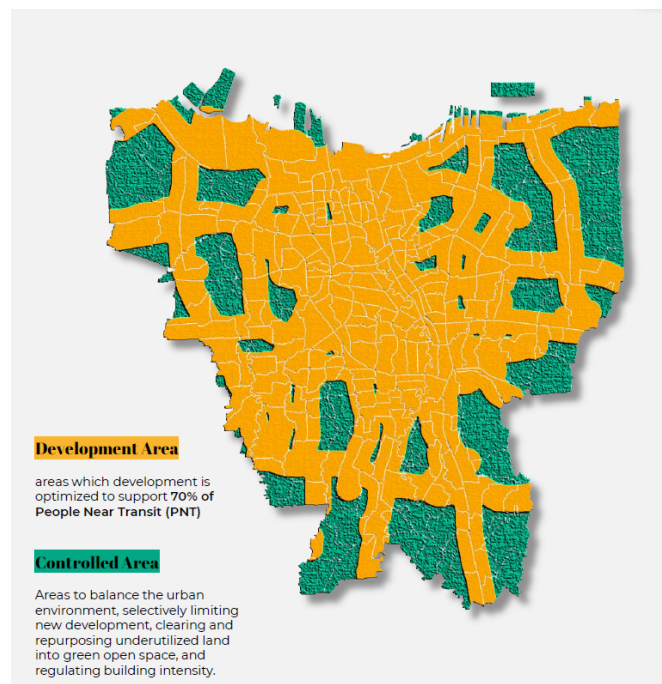 Development Area
areas which development is
optimized to support 70% of
People Near Transit (PNT)
Controlled Area
Areas to balance the urban
environment, selectively limiting
new development, clearing and
repurposing underutilized land
into green open space, and
regulating building intensity.